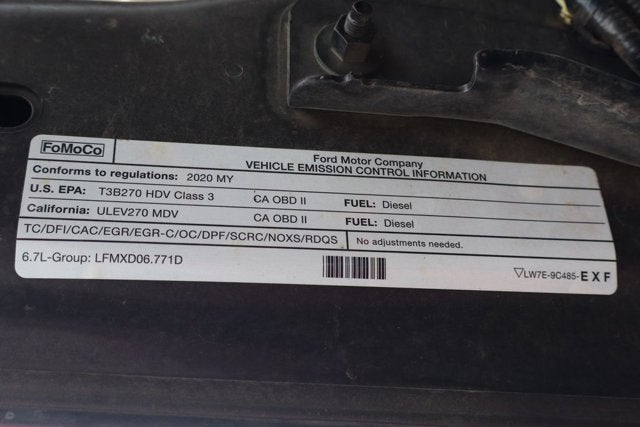 FoMoCo
Ford Motor Company
VEHICLE EMISSION CONTROL INFORMATION
Conforms to regulations: 2020 MY
U.S. EPA: T3B270 HDV Class 3 CA OBD II FUEL: Diesel
California: ULEV270 MDV CA OBD II FUEL: Diesel
TC/DFI/CAC/EGR/EGR-C/OC/DPF/SCRC/NOXS/RDQS No adjustments needed.
6.7L-Group: LFMXD06.771D
▽LW7E-9C485-EXF